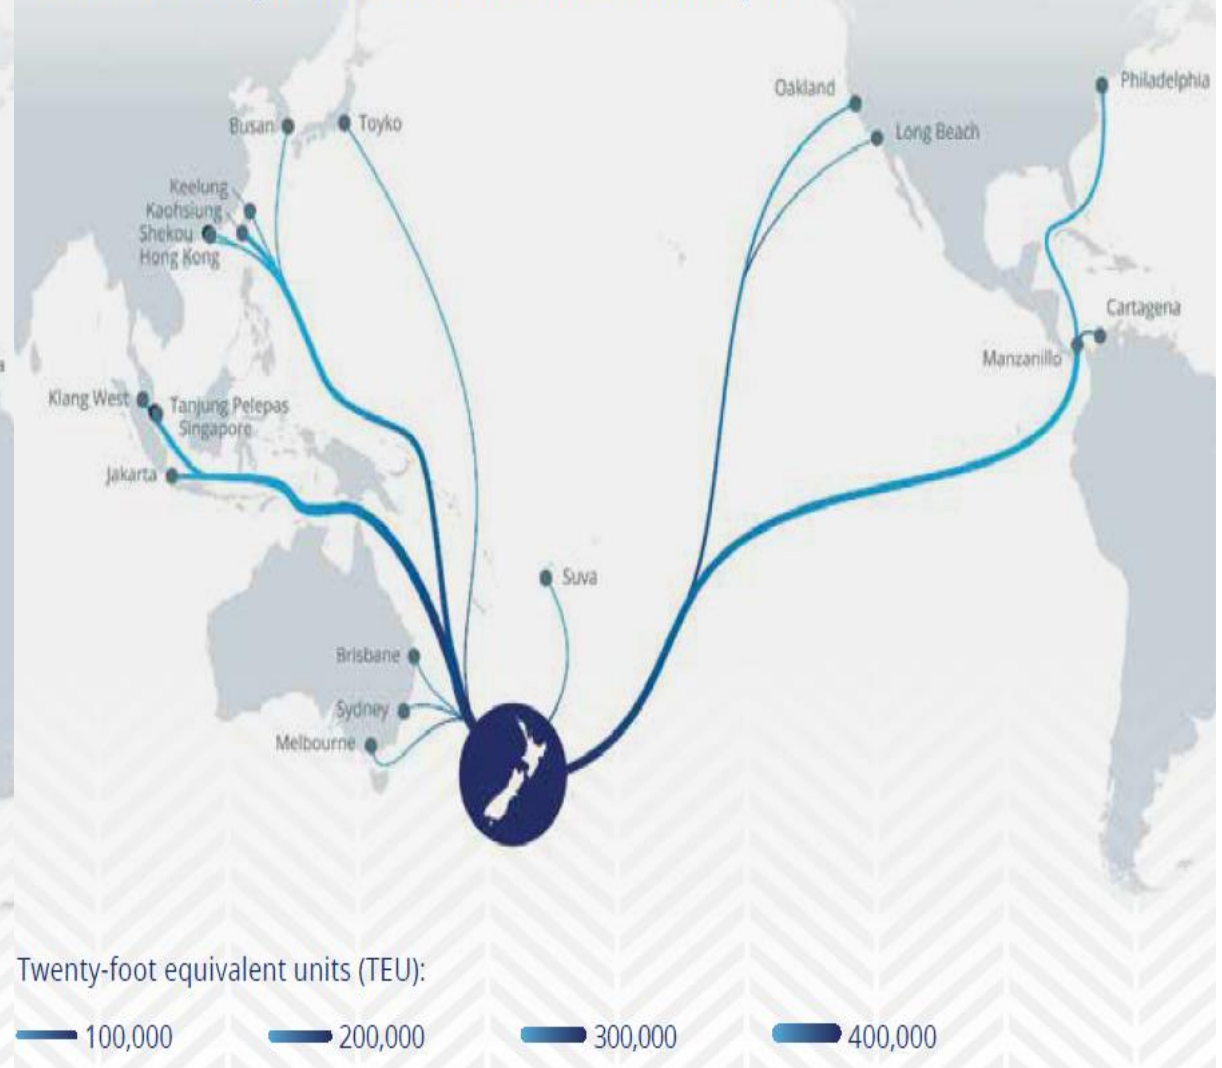 Oakland
Philadelphia
Busan
Toyko
Long Beach
Keelung
Kaohsiung
Shekou
Hong Kong
Cartagena
Manzanillo
Klang West
Tanjung Pelepas
Singapore
Jakarta
Suva
Brisbane
Sydney
Melbourne
Twenty-foot equivalent units (TEU):
100,000 200,000 300,000 400,000